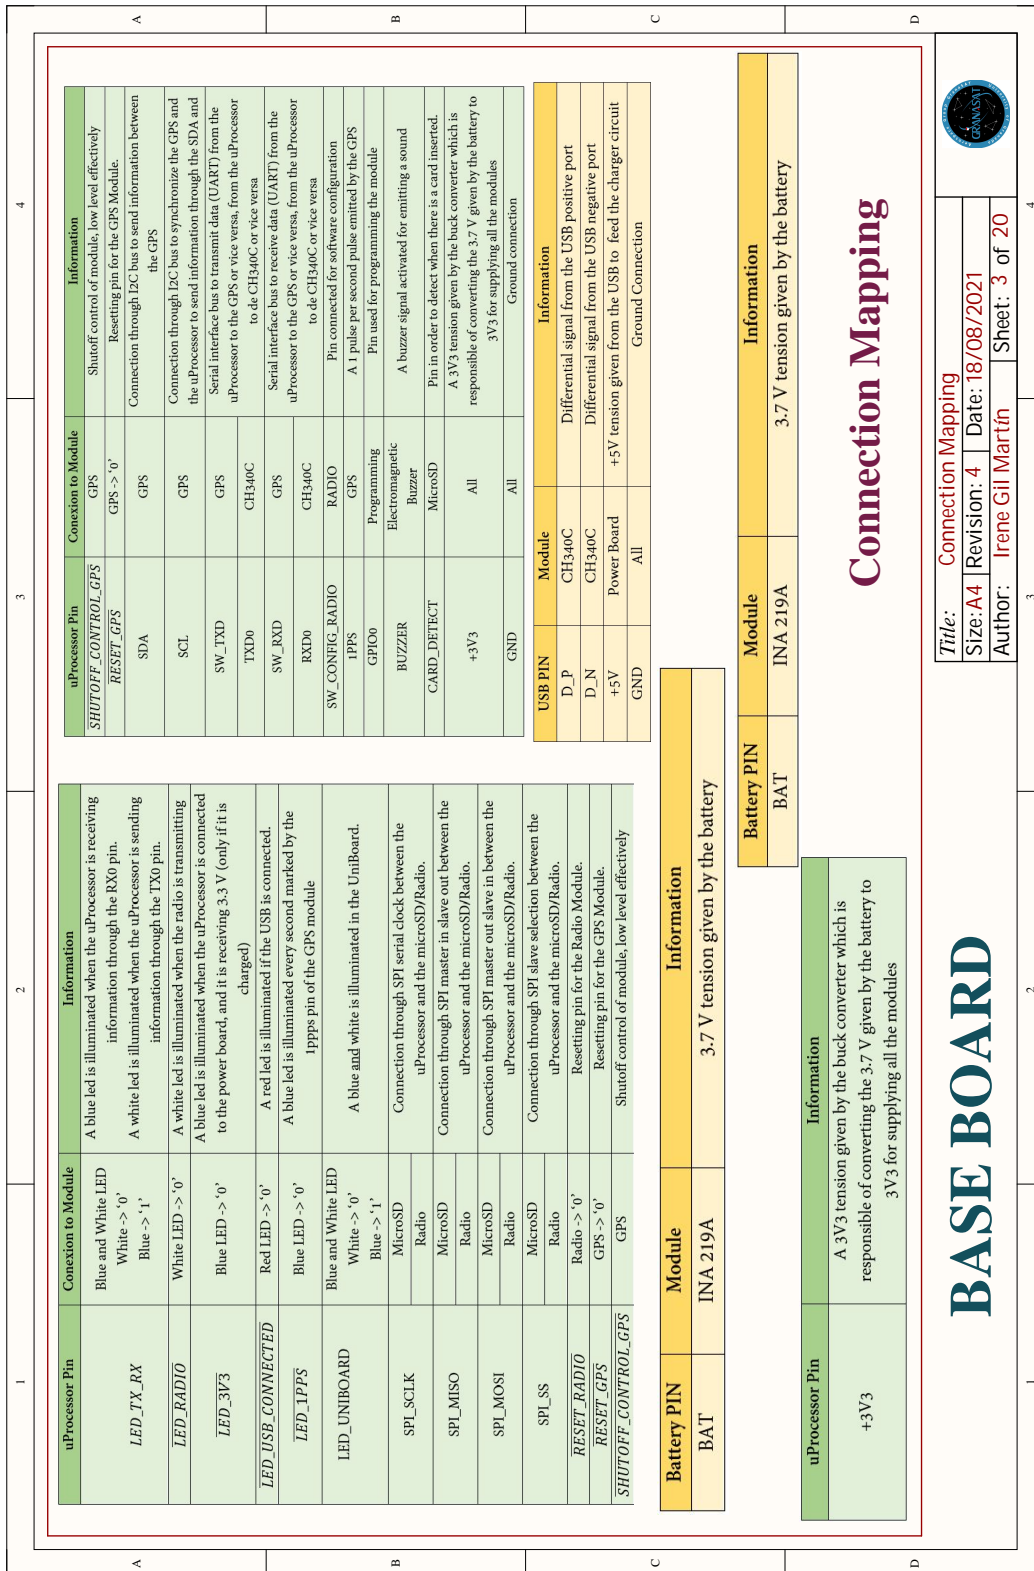 1
2
3
4
A
B
C
D
uProcessor Pin Conexion to Module Information
LED_TX_RX
Blue and White LED
White -> ‘0’
Blue -> ‘1’
A blue led is illuminated when the uProcessor is receiving
information through the RX0 pin.
A white led is illuminated when the uProcessor is sending
information through the TX0 pin.
LED_RADIO White LED -> ‘0’ A white led is illuminated when the radio is transmitting
LED_3V3 Blue LED -> ‘0’
A blue led is illuminated when the uProcessor is connected
to the power board, and it is receiving 3.3 V (only if it is
charged)
LED_USB_CONNECTED Red LED -> ‘0’ A red led is illuminated if the USB is connected.
LED_1PPS Blue LED -> ‘0’
A blue led is illuminated every second marked by the
1ppps pin of the GPS module
LED_UNIBOARD
Blue and White LED
White -> ‘0’
Blue -> ‘1’
A blue and white is illuminated in the UniBoard.
SPI_SCLK
MicroSD
Radio
Connection through SPI serial clock between the
uProcessor and the microSD/Radio.
SPI_MISO
MicroSD
Radio
Connection through SPI master in slave out between the
uProcessor and the microSD/Radio.
SPI_MOSI
MicroSD
Radio
Connection through SPI master out slave in between the
uProcessor and the microSD/Radio.
SPI_SS
MicroSD
Radio
Connection through SPI slave selection between the
uProcessor and the microSD/Radio.
RESET_RADIO Radio -> ‘0’ Resetting pin for the Radio Module.
RESET_GPS GPS -> ‘0’ Resetting pin for the GPS Module.
SHUTOFF_CONTROL_GPS GPS Shutoff control of module, low level effectively
uProcessor Pin Conexion to Module Information
SHUTOFF_CONTROL_GPS GPS Shutoff control of module, low level effectively
RESET_GPS GPS -> ‘0’ Resetting pin for the GPS Module.
SDA GPS
Connection through I2C bus to send information between
the GPS
SCL GPS
Connection through I2C bus to synchronize the GPS and
the uProcessor to send information through the SDA and
SW_TXD GPS
TXD0 CH340C
Serial interface bus to transmit data (UART) from the
uProcessor to the GPS or vice versa, from the uProcessor
to de CH340C or vice versa
SW_RXD GPS
RXD0 CH340C
Serial interface bus to receive data (UART) from the
uProcessor to the GPS or vice versa, from the uProcessor
to de CH340C or vice versa
SW_CONFIG_RADIO RADIO Pin connected for software configuration
1PPS GPS A 1 pulse per second emitted by the GPS
GPIO0 Programming Pin used for programming the module
BUZZER
Electromagnetic
Buzzer
A buzzer signal activated for emitting a sound
CARD_DETECT MicroSD Pin in order to detect when there is a card inserted.
+3V3 All
A 3V3 tension given by the buck converter which is
responsible of converting the 3.7 V given by the battery to
3V3 for supplying all the modules
GND All Ground connection
USB PIN Module Information
D_P CH340C Differential signal from the USB positive port
D_N CH340C Differential signal from the USB negative port
+5V Power Board +5V tension given from the USB to feed the charger circuit
GND All Ground Connection
Battery PIN Module Information
BAT INA 219A 3.7 V tension given by the battery
Battery PIN Module Information
BAT INA 219A 3.7 V tension given by the battery
uProcessor Pin Information
+3V3
A 3V3 tension given by the buck converter which is
responsible of converting the 3.7 V given by the battery to
3V3 for supplying all the modules
BASE BOARD
Connection Mapping
Title: Connection Mapping
Size: A4 Revision: 4 Date: 18/08/2021
Author: Irene Gil Martín Sheet: 3 of 20
GRANASAT
A
B
C
D
1
2
3
4